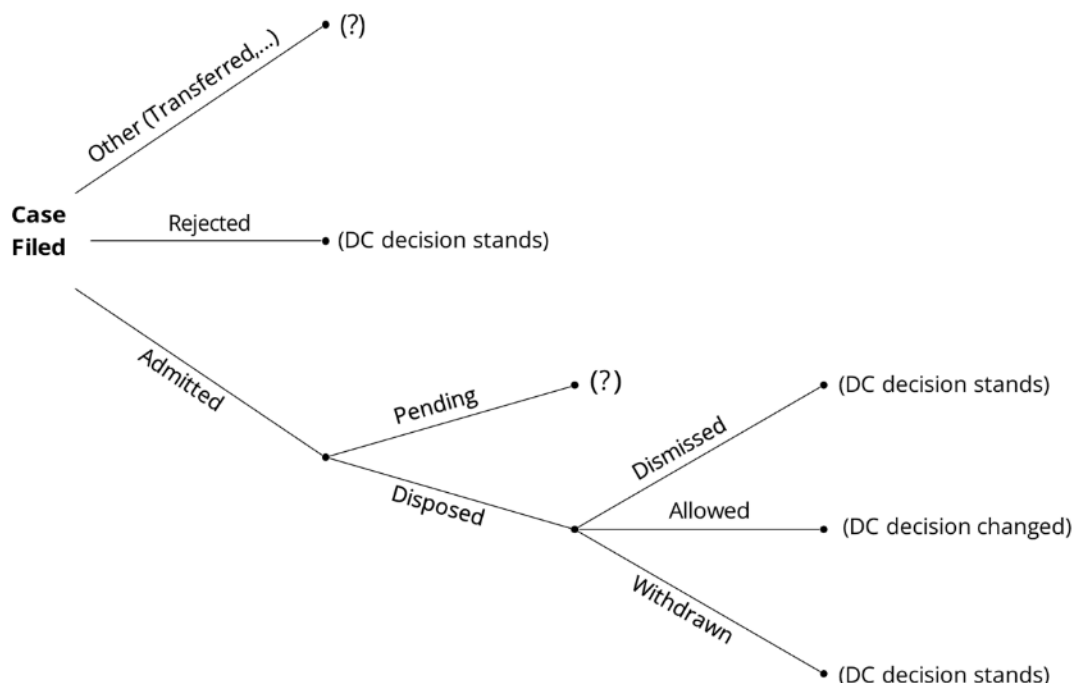 (?)
Other (Transferred,...)
Case
Filed
Rejected
(DC decision stands)
Admitted
Pending
(?)
Disposed
Dismissed
(DC decision stands)
Allowed
(DC decision changed)
Withdrawn
(DC decision stands)